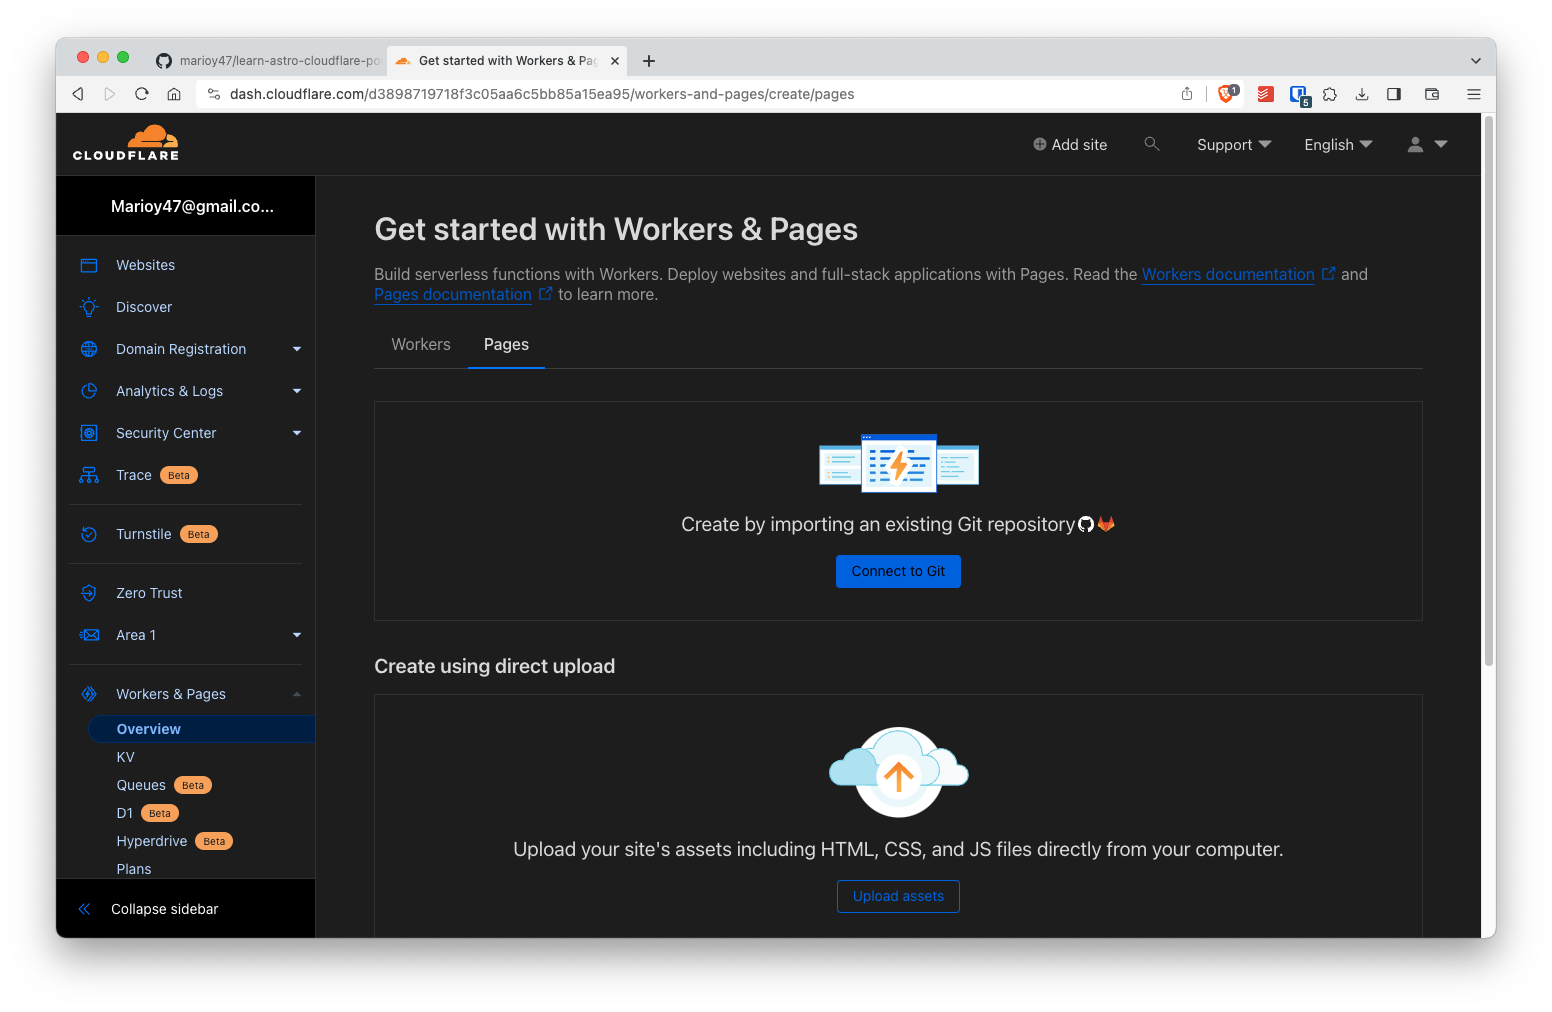 marioy47/learn-astro-cloudflare-po
Get started with Workers & Pag
dash.cloudflare.com/d3898719718f3c05aa6c5bb85a15ea95/workers-and-pages/create/pages
1
5
CLOUDFLARE
Add site
Support
English
Marioy47@gmail.co...
Websites
Discover
Domain Registration
Analytics & Logs
Security Center
Trace Beta
Turnstile Beta
Zero Trust
Area 1
Workers & Pages
Overview
KV
Queues Beta
D1 Beta
Hyperdrive Beta
Plans
Collapse sidebar
Get started with Workers & Pages
Build serverless functions with Workers. Deploy websites and full-stack applications with Pages. Read the Workers documentation and
Pages documentation to learn more.
Workers Pages
Create by importing an existing Git repository
Connect to Git
Create using direct upload
Upload your site's assets including HTML, CSS, and JS files directly from your computer.
Upload assets